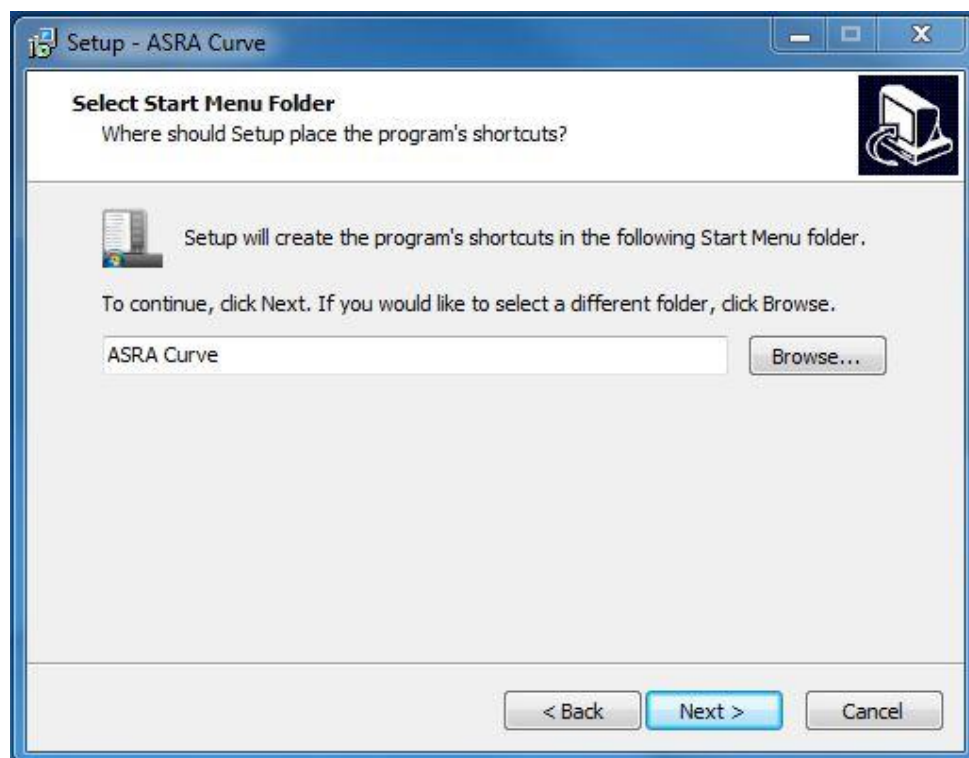 Setup - ASRA Curve
Select Start Menu Folder
Where should Setup place the program's shortcuts?
Setup will create the program's shortcuts in the following Start Menu folder.
To continue, click Next. If you would like to select a different folder, click Browse.
ASRA Curve
Browse...
< Back
Next >
Cancel